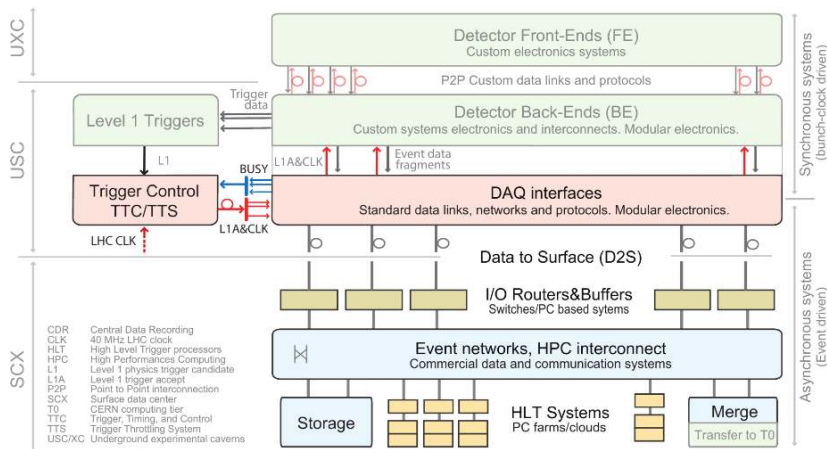 UXC
Detector Front-Ends (FE)
Custom electronics systems
P2P Custom data links and protocols
Synchronous systems
(bunch-clock driven)
USC
Trigger
data
Level 1 Triggers
Detector Back-Ends (BE)
Custom systems electronics and interconnects. Modular electronics.
L1
BUSY
L1A&CLK
Event data
fragments
Trigger Control
TTC/TTS
DAQ interfaces
Standard data links, networks and protocols. Modular electronics.
LHC CLK
L1A&CLK
Data to Surface (D2S)
Asynchronous systems
(Event driven)
SCX
I/O Routers&Buffers
Switches/PC based sytems
Event networks, HPC interconnect
Commercial data and communication systems
Storage
HLT Systems
PC farms/clouds
Merge
Transfer to T0
CDR Central Data Recording
CLK 40 MHz LHC clock
HLT High Level Trigger processors
HPC High Performances Computing
L1 Level 1 physics trigger candidate
L1A Level 1 trigger accept
P2P Point to Point interconnection
SCX Surface data center
T0 CERN computing tier
TTC Trigger, Timing, and Control
TTS Trigger Throttling System
USC/XC Underground experimental caverns